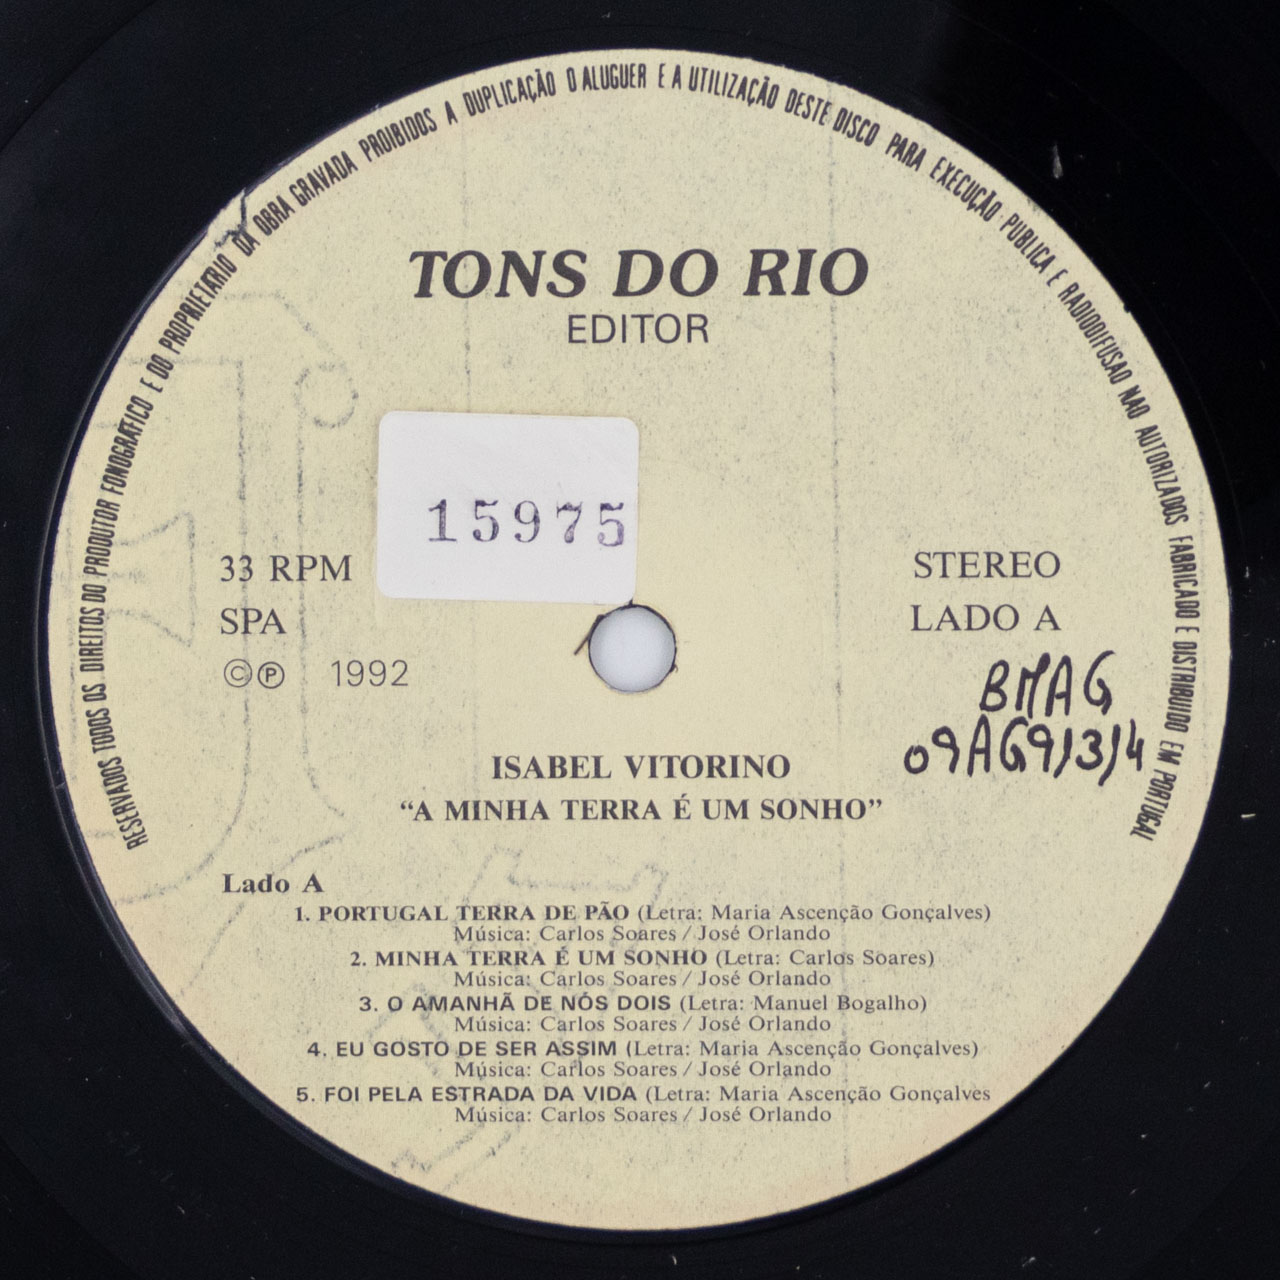 RESERVADOS TODOS OS DIREITOS DO PRODUTOR FONOGRÁFICO E DO PROPRIETÁRIO DA OBRA GRAVADA PROIBIDOS A DUPLICAÇÃO O ALUGUER E A UTILIZAÇÃO DESTE DISCO PARA EXECUÇÃO PUBLICA E RADIODIFUSÃO NÃO AUTORIZADOS FABRICADO E DISTRIBUIDO EM PORTUGAL
TONS DO RIO
EDITOR
15975
33 RPM
SPA
©℗ 1992
STEREO
LADO A
BMAG
09AG9/3/4
ISABEL VITORINO
“A MINHA TERRA É UM SONHO”
Lado A
1. PORTUGAL TERRA DE PÃO (Letra: Maria Ascenção Gonçalves)
Música: Carlos Soares / José Orlando
2. MINHA TERRA É UM SONHO (Letra: Carlos Soares)
Música: Carlos Soares / José Orlando
3. O AMANHÃ DE NÓS DOIS (Letra: Manuel Bogalho)
Música: Carlos Soares / José Orlando
4. EU GOSTO DE SER ASSIM (Letra: Maria Ascenção Gonçalves)
Música: Carlos Soares / José Orlando
5. FOI PELA ESTRADA DA VIDA (Letra: Maria Ascenção Gonçalves
Música: Carlos Soares / José Orlando